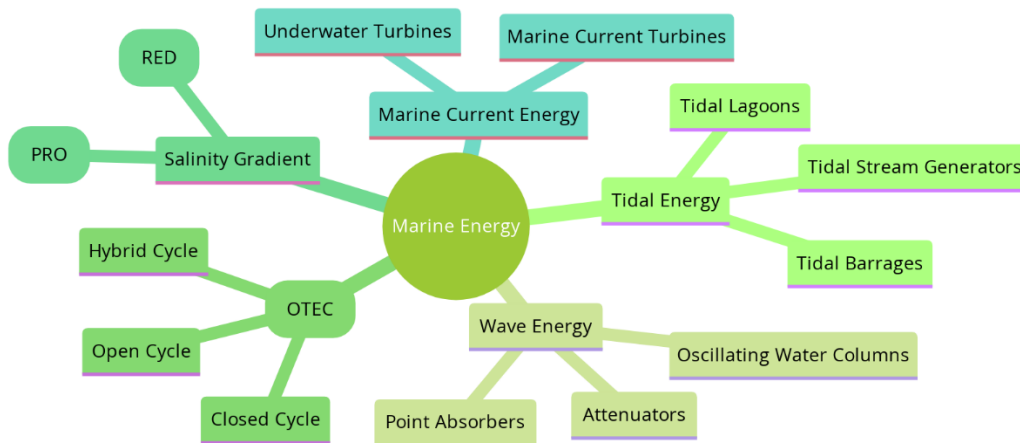 Underwater Turbines
Marine Current Turbines
RED
Marine Current Energy
Tidal Lagoons
PRO
Salinity Gradient
Tidal Stream Generators
Tidal Energy
Marine Energy
Hybrid Cycle
Tidal Barrages
OTEC
Wave Energy
Open Cycle
Oscillating Water Columns
Closed Cycle
Point Absorbers
Attenuators